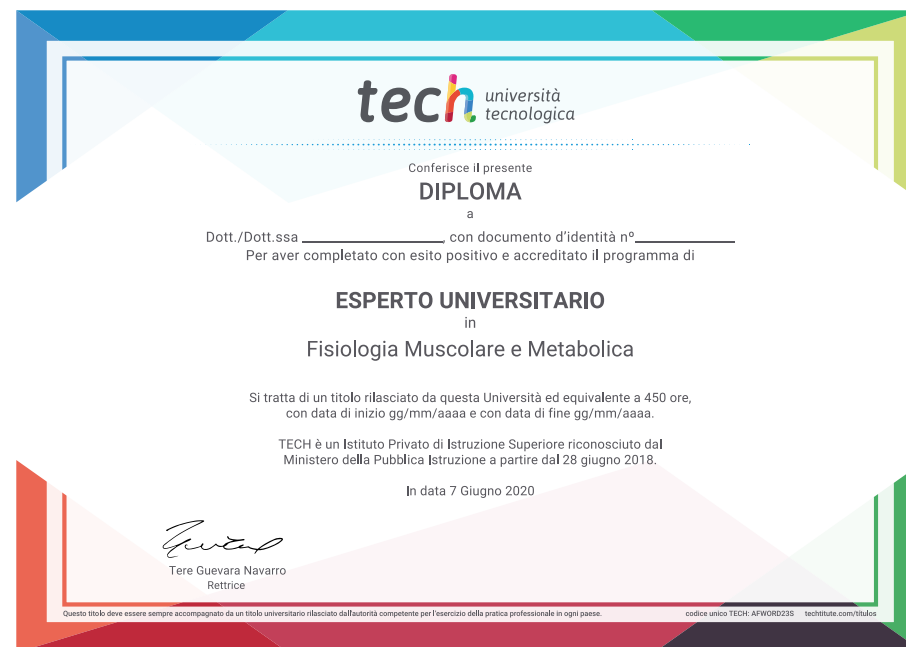 tech università
tecnologica
Conferisce il presente
DIPLOMA
a
Dott./Dott.ssa ____________________, con documento d'identità nº______________
Per aver completato con esito positivo e accreditato il programma di
ESPERTO UNIVERSITARIO
in
Fisiologia Muscolare e Metabolica
Si tratta di un titolo rilasciato da questa Università ed equivalente a 450 ore,
con data di inizio gg/mm/aaaa e con data di fine gg/mm/aaaa.
TECH è un Istituto Privato di Istruzione Superiore riconosciuto dal
Ministero della Pubblica Istruzione a partire dal 28 giugno 2018.
In data 7 Giugno 2020
Tere Guevara Navarro
Rettrice
Questo titolo deve essere sempre accompagnato da un titolo universitario rilasciato dall'autorità competente per l'esercizio della pratica professionale in ogni paese. codice unico TECH: AFWORD23S techtitute.com/títulos